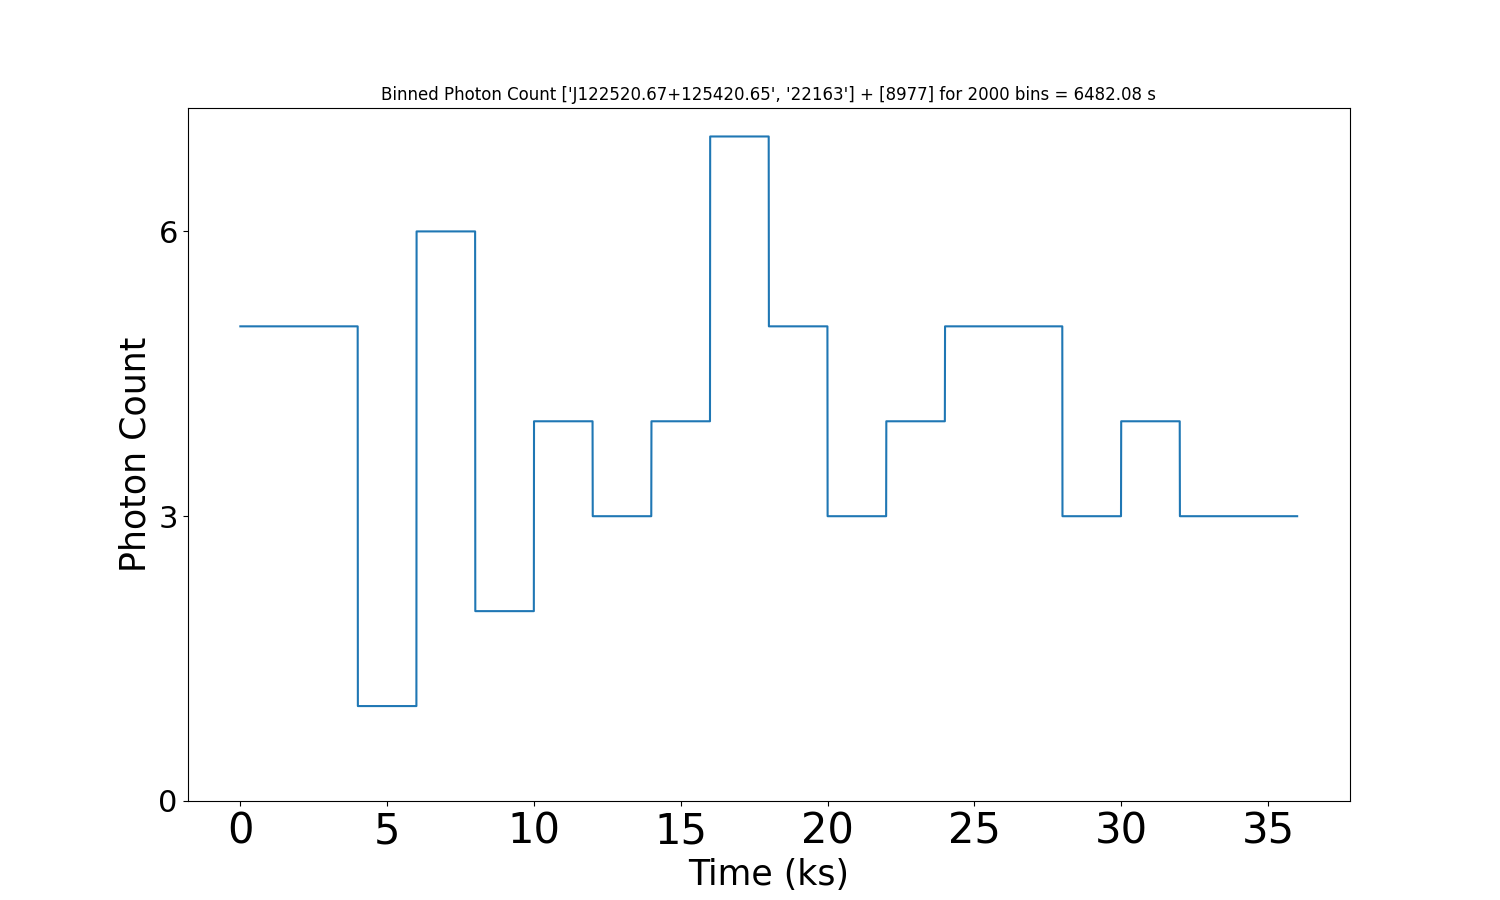 Binned Photon Count ['J122520.67+125420.65', '22163'] + [8977] for 2000 bins = 6482.08 s
6
3
0
Photon Count
0 5 10 15 20 25 30 35
Time (ks)